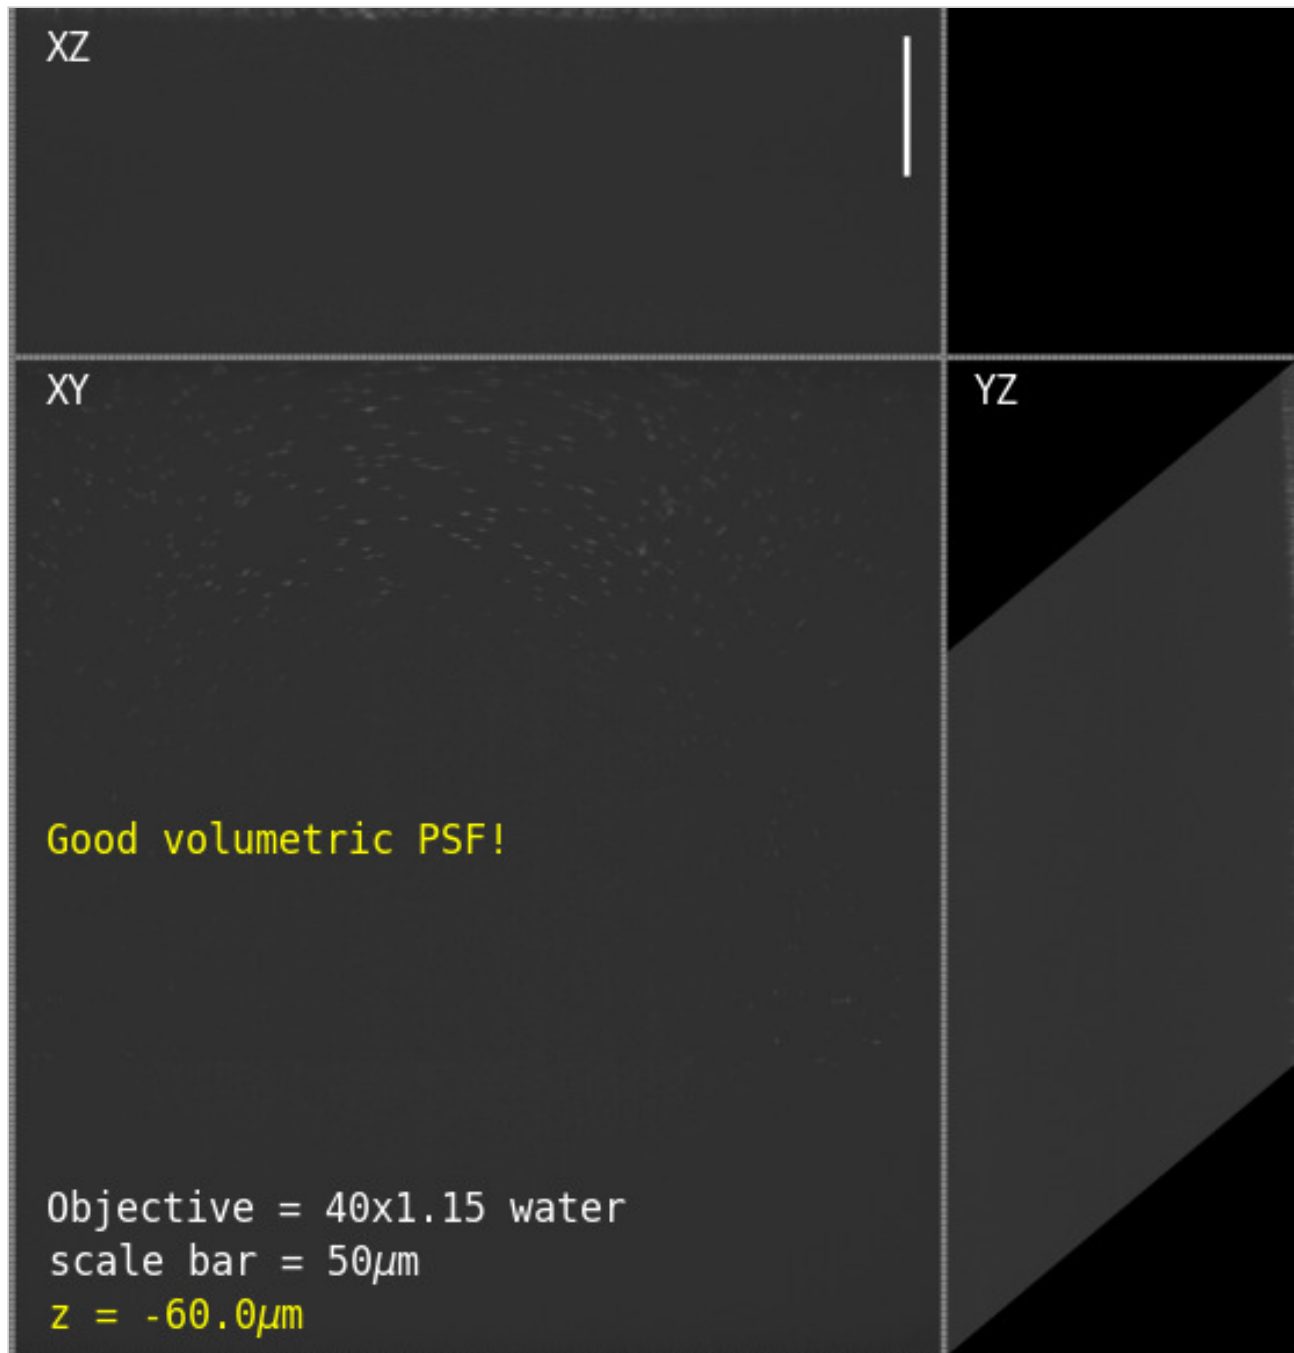 XZ
XY
YZ
Good volumetric PSF!
Objective = 40x1.15 water
scale bar = 50μm
z = -60.0μm